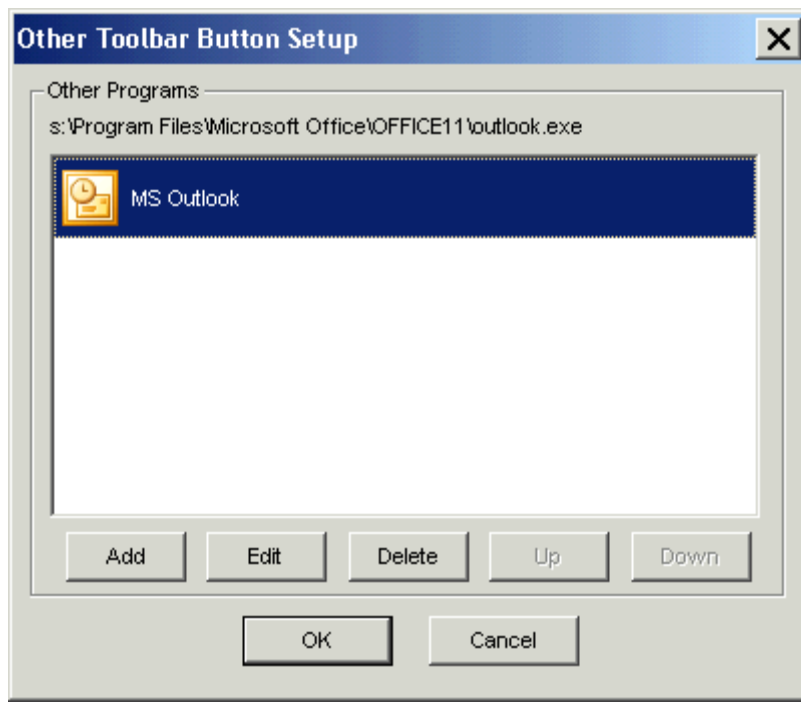 Other Toolbar Button Setup
Other Programs
s:\Program Files\Microsoft Office\OFFICE11\outlook.exe
MS Outlook
Add Edit Delete Up Down
OK Cancel